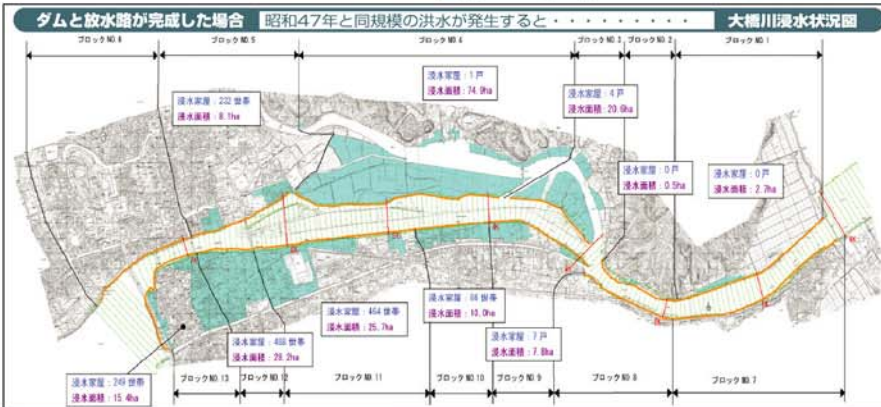 ダムと放水路が完成した場合 昭和47年と同規模の洪水が発生すると・・・・・・・・・ 大橋川浸水状況図
ブロックNO.6 ブロックNO.5 ブロックNO.4 ブロックNO.3 ブロックNO.2 ブロックNO.1
浸水家屋:232世帯
浸水面積:8.1ha
浸水家屋:1戸
浸水面積:74.9ha
浸水家屋:4戸
浸水面積:20.6ha
浸水家屋:0戸
浸水面積:0.5ha
浸水家屋:0戸
浸水面積:2.7ha
浸水家屋:249世帯
浸水面積:15.4ha
浸水家屋:468世帯
浸水面積:28.2ha
浸水家屋:464世帯
浸水面積:25.7ha
浸水家屋:84世帯
浸水面積:10.0ha
浸水家屋:7戸
浸水面積:7.8ha
ブロックNO.13 ブロックNO.12 ブロックNO.11 ブロックNO.10 ブロックNO.9 ブロックNO.8 ブロックNO.7